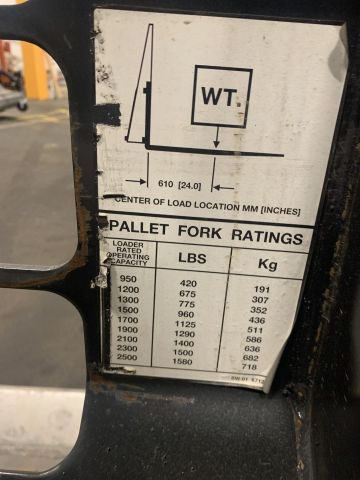 WT.
610 [24.0]
CENTER OF LOAD LOCATION MM [INCHES]
PALLET FORK RATINGS
LOADER RATED OPERATING CAPACITY LBS Kg
950 420 191
1200 675 307
1300 775 352
1500 960 436
1700 1125 511
1900 1290 586
2100 1400 636
2300 1500 682
2500 1580 718